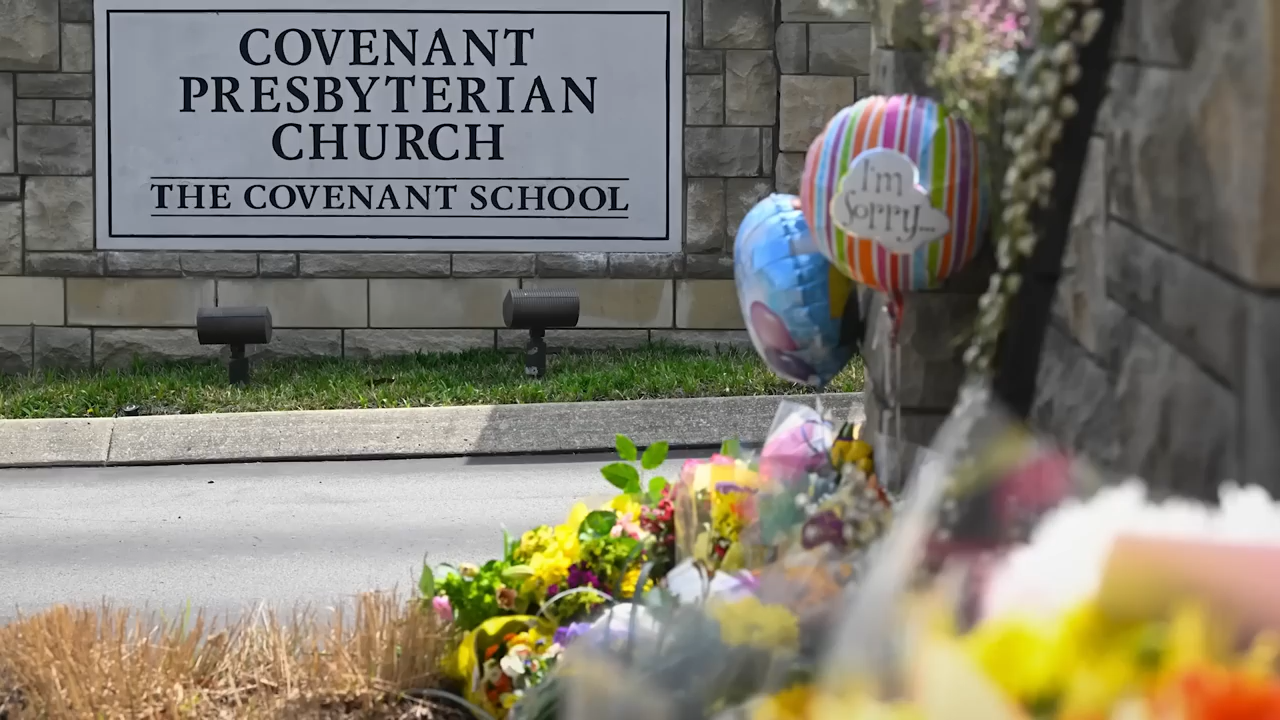 COVENANT
PRESBYTERIAN
CHURCH
THE COVENANT SCHOOL
I'm
Sorry...